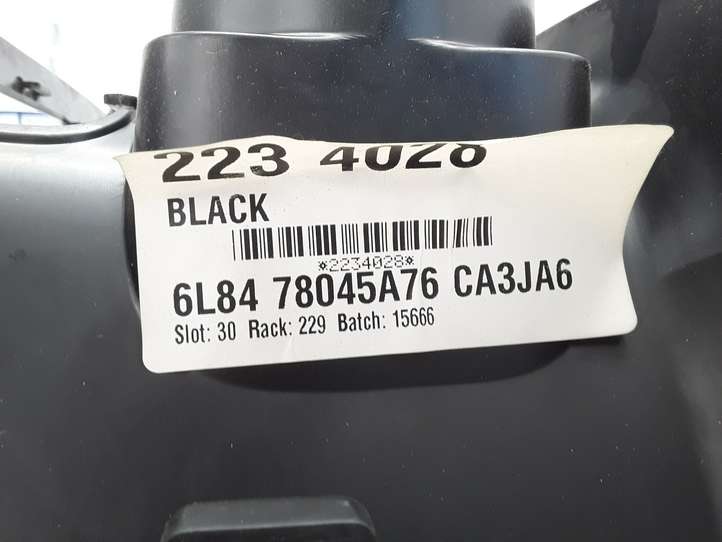 223 4028
BLACK
*2234028*
6L84 78045A76 CA3JA6
Slot: 30 Rack: 229 Batch: 15666